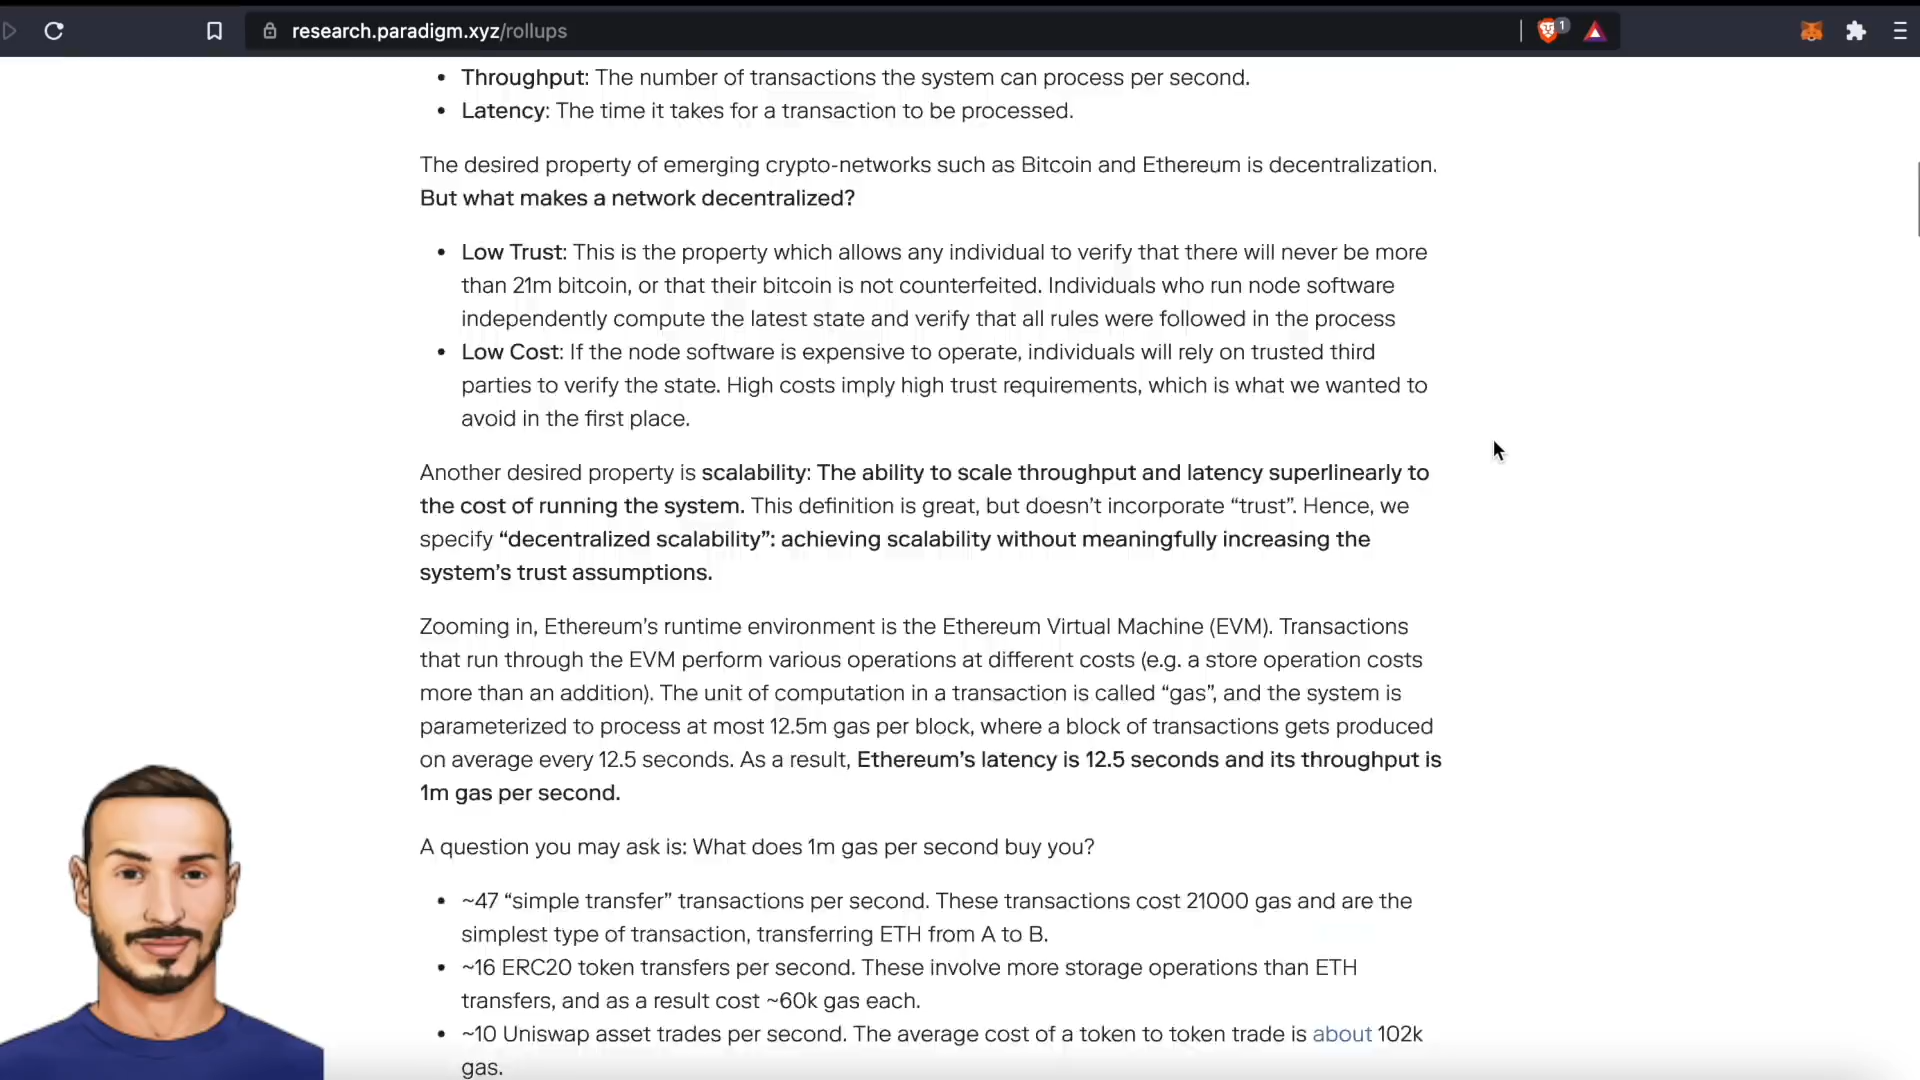 research.paradigm.xyz/rollups
1
• Throughput: The number of transactions the system can process per second.
• Latency: The time it takes for a transaction to be processed.
The desired property of emerging crypto-networks such as Bitcoin and Ethereum is decentralization.
But what makes a network decentralized?
• Low Trust: This is the property which allows any individual to verify that there will never be more
than 21m bitcoin, or that their bitcoin is not counterfeited. Individuals who run node software
independently compute the latest state and verify that all rules were followed in the process
• Low Cost: If the node software is expensive to operate, individuals will rely on trusted third
parties to verify the state. High costs imply high trust requirements, which is what we wanted to
avoid in the first place.
Another desired property is scalability: The ability to scale throughput and latency superlinearly to
the cost of running the system. This definition is great, but doesn’t incorporate “trust”. Hence, we
specify “decentralized scalability”: achieving scalability without meaningfully increasing the
system’s trust assumptions.
Zooming in, Ethereum’s runtime environment is the Ethereum Virtual Machine (EVM). Transactions
that run through the EVM perform various operations at different costs (e.g. a store operation costs
more than an addition). The unit of computation in a transaction is called “gas”, and the system is
parameterized to process at most 12.5m gas per block, where a block of transactions gets produced
on average every 12.5 seconds. As a result, Ethereum’s latency is 12.5 seconds and its throughput is
1m gas per second.
A question you may ask is: What does 1m gas per second buy you?
• ~47 “simple transfer” transactions per second. These transactions cost 21000 gas and are the
simplest type of transaction, transferring ETH from A to B.
• ~16 ERC20 token transfers per second. These involve more storage operations than ETH
transfers, and as a result cost ~60k gas each.
• ~10 Uniswap asset trades per second. The average cost of a token to token trade is about 102k
gas.